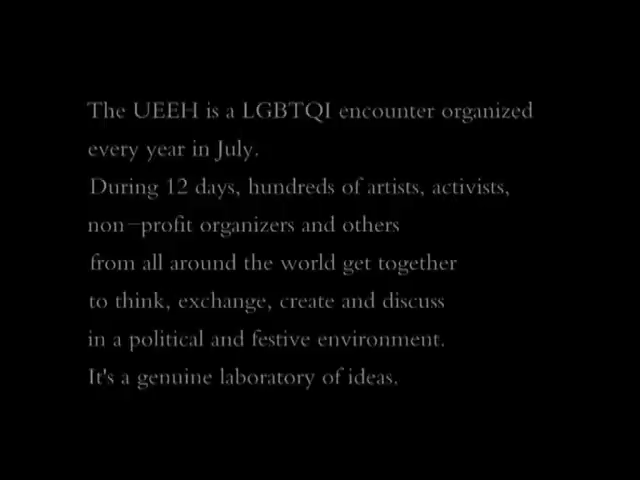 The UEEH is a LGBTQI encounter organized
every year in July.
During 12 days, hundreds of artists, activists,
non-profit organizers and others
from all around the world get together
to think, exchange, create and discuss
in a political and festive environment.
It's a genuine laboratory of ideas.